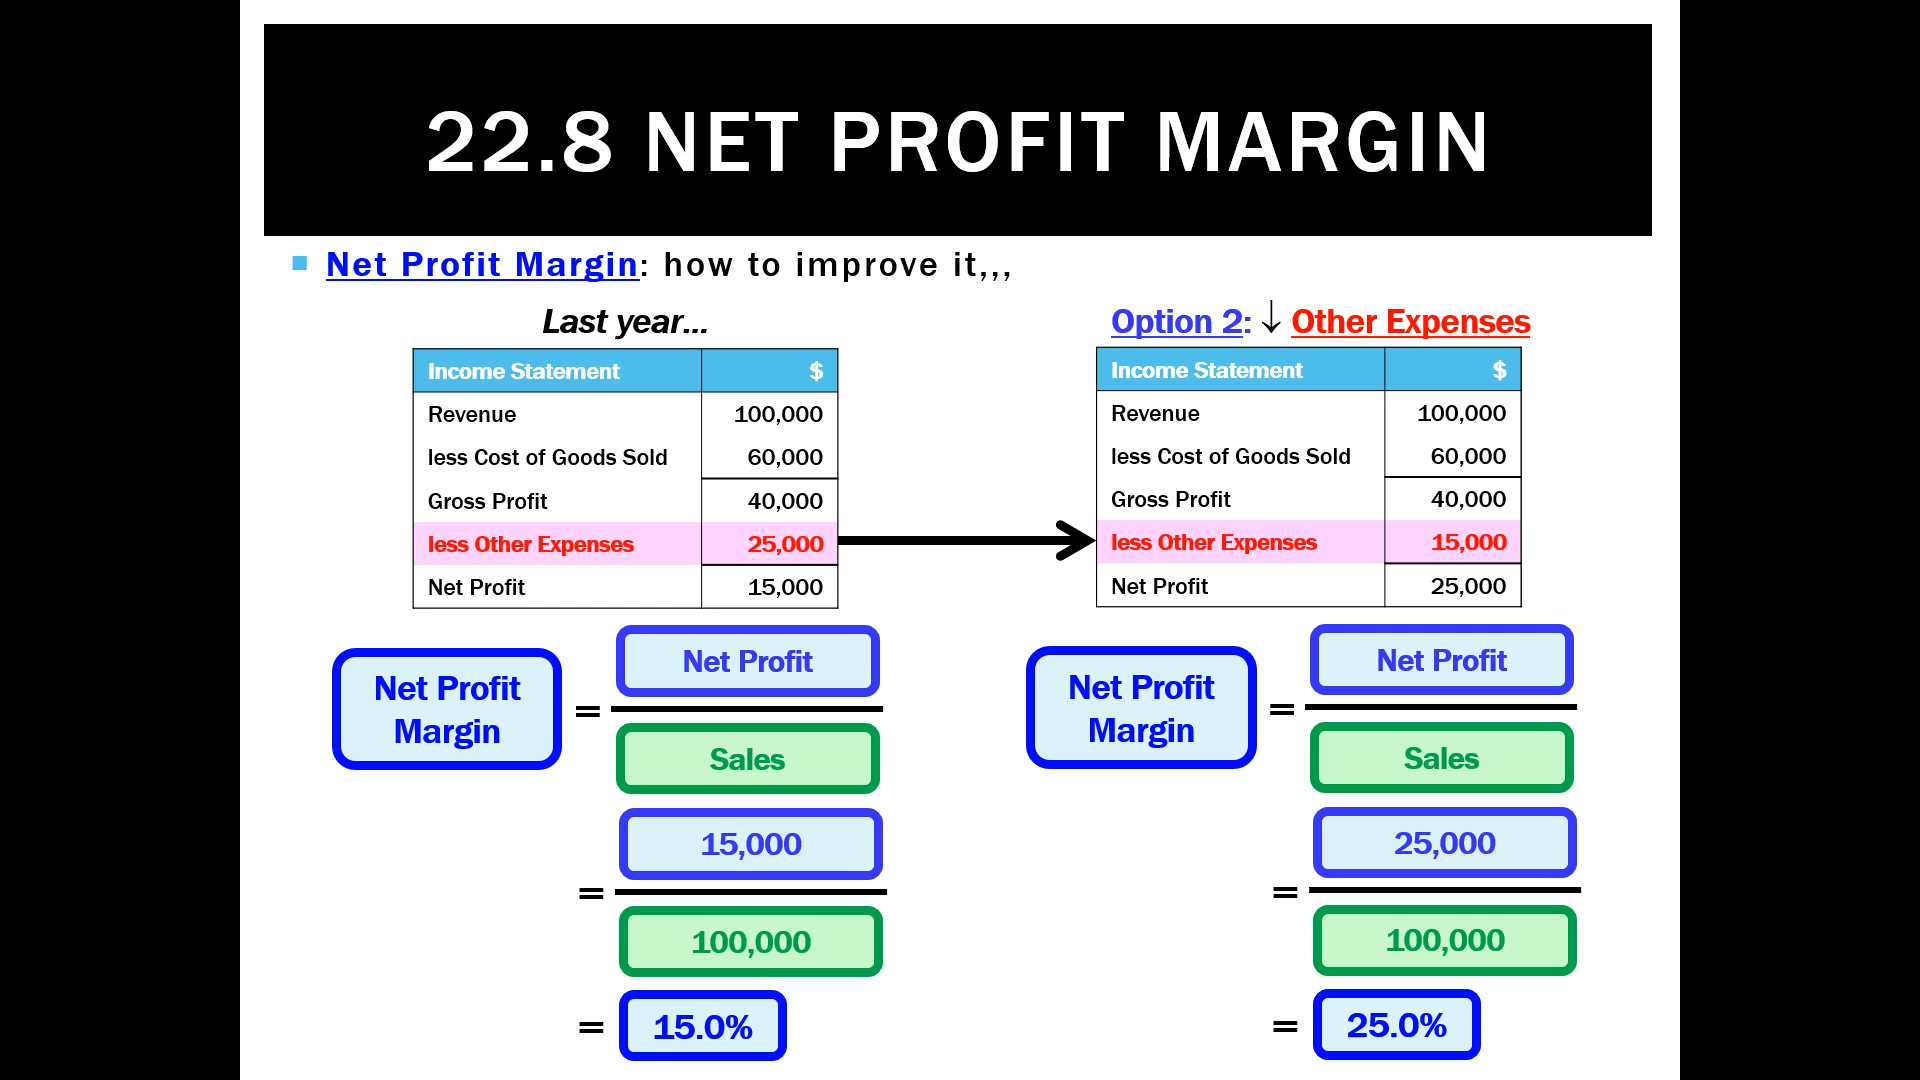 22.8 NET PROFIT MARGIN
Net Profit Margin: how to improve it,,,
Last year...
Income Statement $
Revenue 100,000
less Cost of Goods Sold 60,000
Gross Profit 40,000
less Other Expenses 25,000
Net Profit 15,000
Net Profit
Margin
=
Net Profit
Sales
=
15,000
100,000
= 15.0%
Option 2: ↓ Other Expenses
Income Statement $
Revenue 100,000
less Cost of Goods Sold 60,000
Gross Profit 40,000
less Other Expenses 15,000
Net Profit 25,000
Net Profit
Margin
=
Net Profit
Sales
=
25,000
100,000
= 25.0%